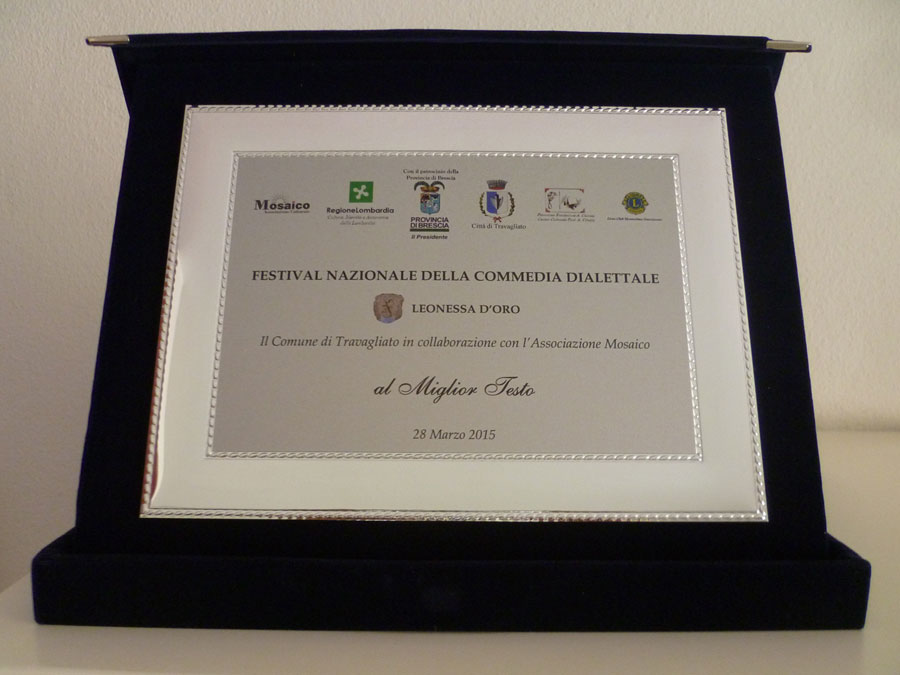 Mosaico
Associazione Culturale
RegioneLombardia
Con il patrocinio della
Provincia di Brescia
PROVINCIA
DI BRESCIA
Il Presidente
Città di Travagliato
FESTIVAL NAZIONALE DELLA COMMEDIA DIALETTALE
LEONESSA D'ORO
Il Comune di Travagliato in collaborazione con l'Associazione Mosaico
al Miglior Testo
28 Marzo 2015